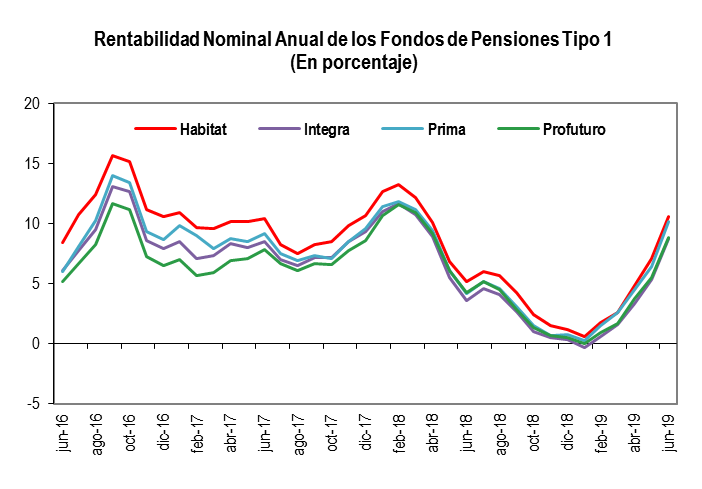 Rentabilidad Nominal Anual de los Fondos de Pensiones Tipo 1
(En porcentaje)
20
Habitat Integra Prima Profuturo
15
10
5
0
-5
jun-16 ago-16 oct-16 dic-16 feb-17 abr-17 jun-17 ago-17 oct-17 dic-17 feb-18 abr-18 jun-18 ago-18 oct-18 dic-18 feb-19 abr-19 jun-19